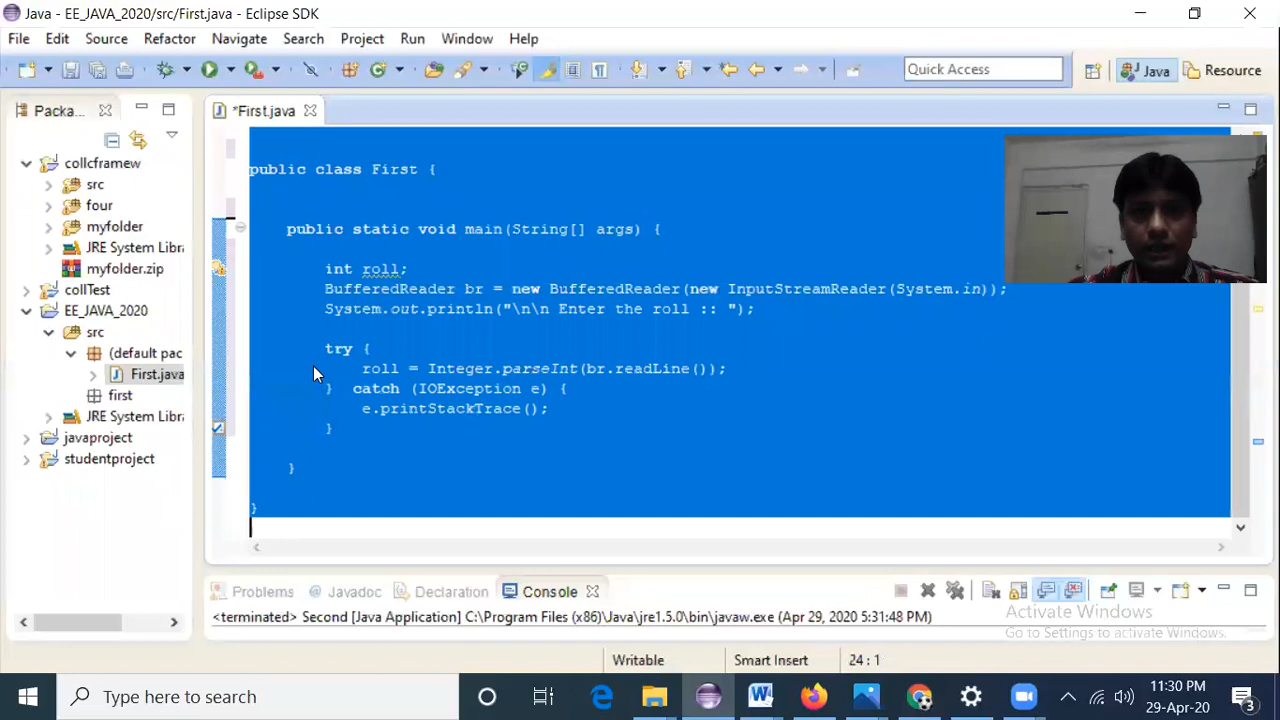 Java - EE_JAVA_2020/src/First.java - Eclipse SDK
File Edit Source Refactor Navigate Search Project Run Window Help
Quick Access
Java
Resource
Packa...
*First.java
collcframew
src
four
myfolder
JRE System Libra
myfolder.zip
collTest
EE_JAVA_2020
src
(default pac
First.java
first
JRE System Libra
javaproject
studentproject
public class First {
public static void main(String[] args) {
int roll;
BufferedReader br = new BufferedReader(new InputStreamReader(System.in));
System.out.println("\n\n Enter the roll :: ");
try {
roll = Integer.parseInt(br.readLine());
} catch (IOException e) {
e.printStackTrace();
}
}
}
Problems @ Javadoc Declaration Console
<terminated> Second [Java Application] C:\Program Files (x86)\Java\jre1.5.0\bin\javaw.exe (Apr 29, 2020 5:31:48 PM)
Activate Windows
Go to Settings to activate Windows.
Writable
Smart Insert
24 : 1
Type here to search
11:30 PM
29-Apr-20
3